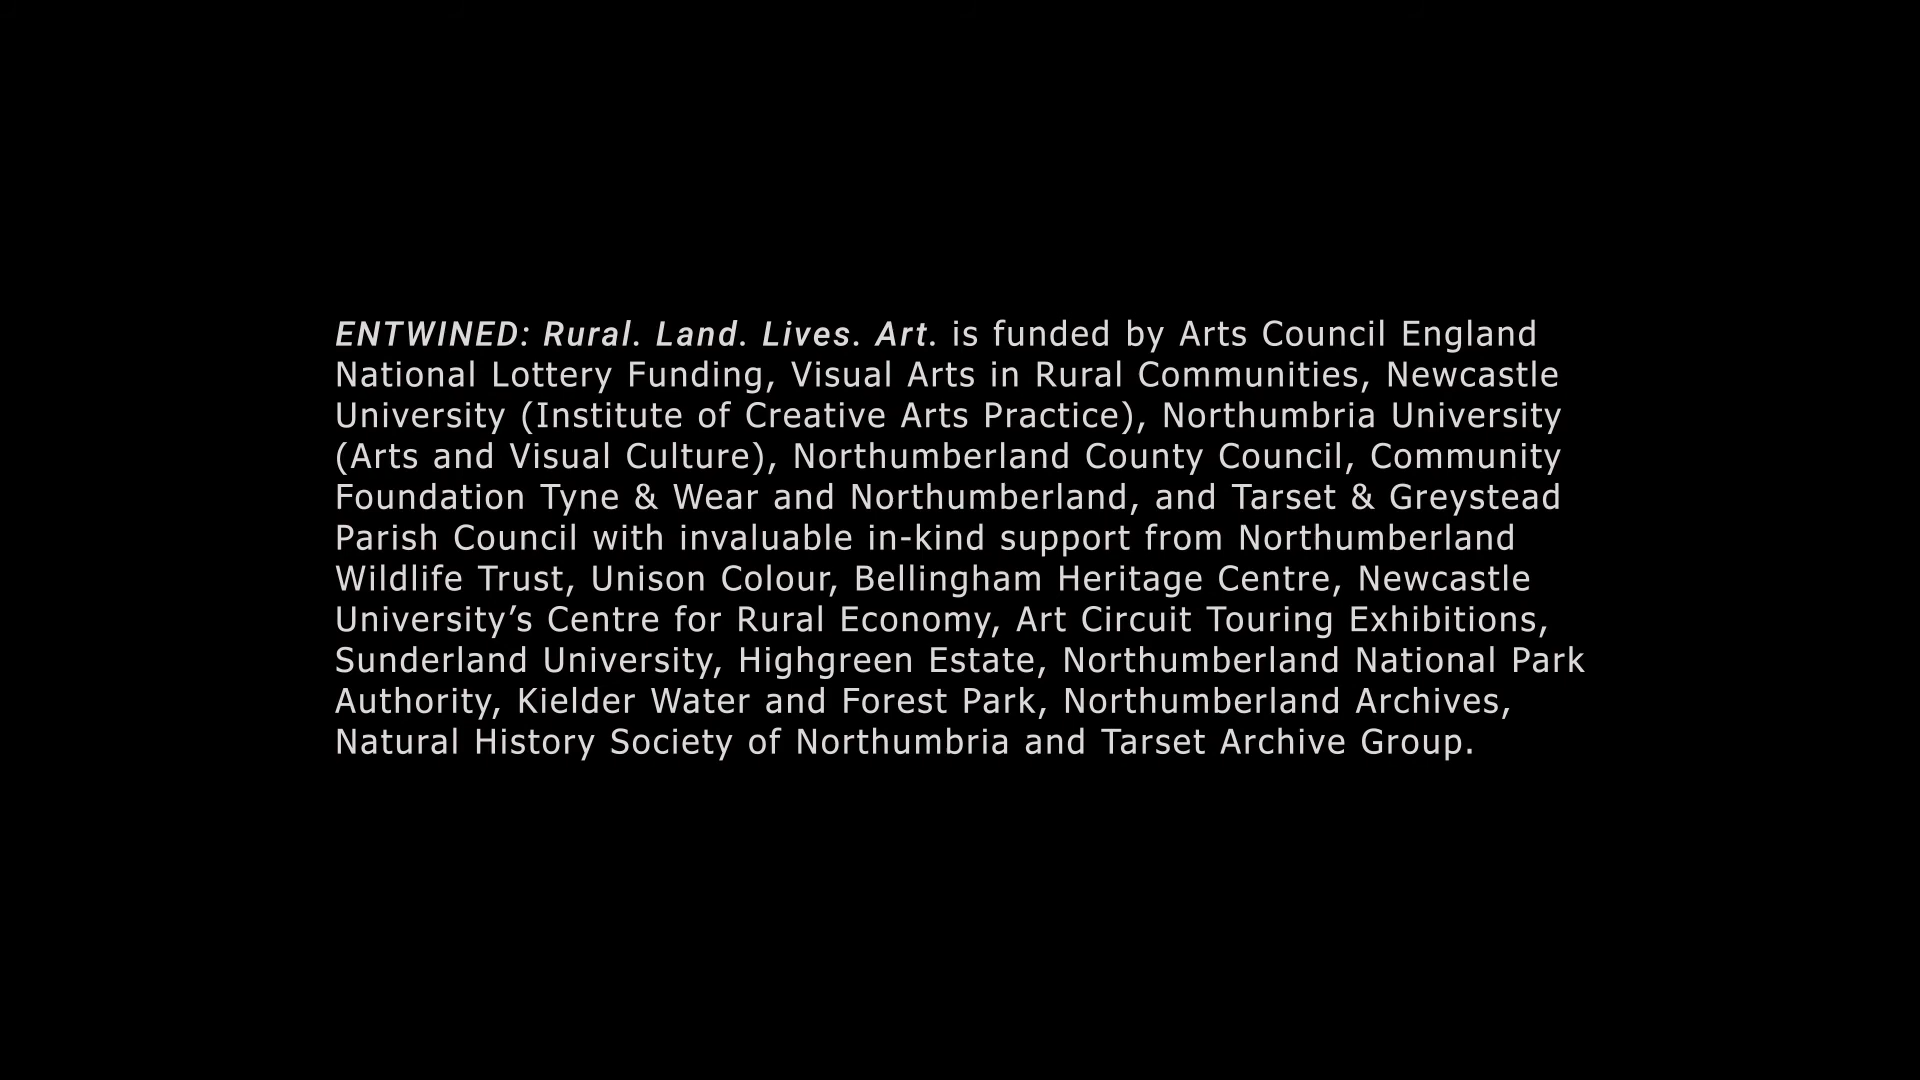 ENTWINED: Rural. Land. Lives. Art. is funded by Arts Council England
National Lottery Funding, Visual Arts in Rural Communities, Newcastle
University (Institute of Creative Arts Practice), Northumbria University
(Arts and Visual Culture), Northumberland County Council, Community
Foundation Tyne & Wear and Northumberland, and Tarset & Greystead
Parish Council with invaluable in-kind support from Northumberland
Wildlife Trust, Unison Colour, Bellingham Heritage Centre, Newcastle
University’s Centre for Rural Economy, Art Circuit Touring Exhibitions,
Sunderland University, Highgreen Estate, Northumberland National Park
Authority, Kielder Water and Forest Park, Northumberland Archives,
Natural History Society of Northumbria and Tarset Archive Group.